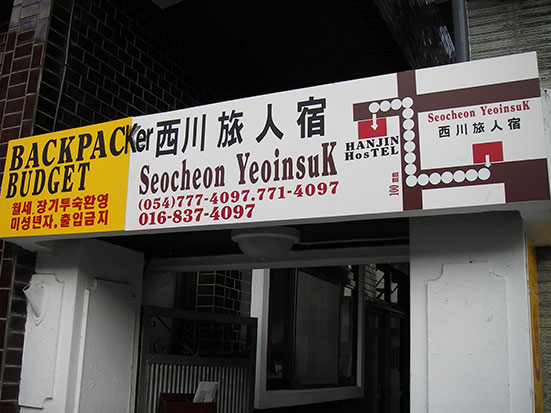 BACKPACKer
BUDGET
월세, 장기투숙환영
미성년자, 출입금지
西川旅人宿
Seocheon YeoinsuK
(054)777-4097.771-4097
016-837-4097
HANJIN
HosTEL
100 mm
Seocheon YeoinsuK
西川旅人宿